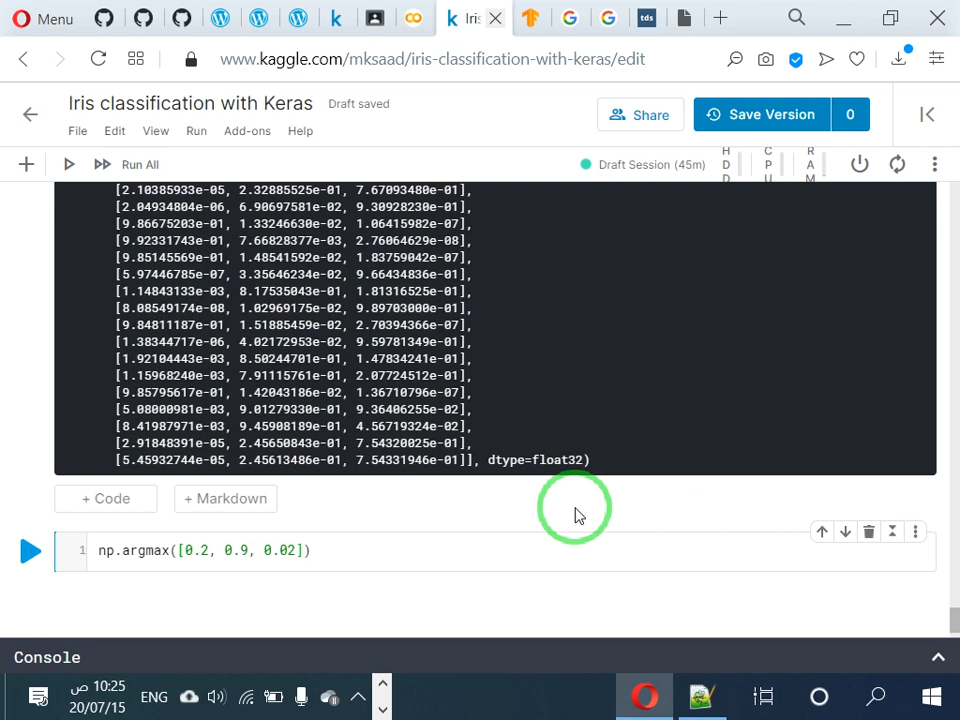 Menu
Iris
tds
www.kaggle.com/mksaad/iris-classification-with-keras/edit
Iris classification with Keras
Draft saved
Share
Save Version
0
File
Edit
View
Run
Add-ons
Help
Run All
Draft Session (45m)
HDD
CPU
RAM
[2.10385933e-05, 2.32885525e-01, 7.67093480e-01],
[2.04934804e-06, 6.90697581e-02, 9.30928230e-01],
[9.86675203e-01, 1.33246630e-02, 1.06415982e-07],
[9.92331743e-01, 7.66828377e-03, 2.76064629e-08],
[9.85145569e-01, 1.48541592e-02, 1.83759042e-07],
[5.97446785e-07, 3.35646234e-02, 9.66434836e-01],
[1.14843133e-03, 8.17535043e-01, 1.81316525e-01],
[8.08549174e-08, 1.02969175e-02, 9.89703000e-01],
[9.84811187e-01, 1.51885459e-02, 2.70394366e-07],
[1.38344717e-06, 4.02172953e-02, 9.59781349e-01],
[1.92104443e-03, 8.50244701e-01, 1.47834241e-01],
[1.15968240e-03, 7.91115761e-01, 2.07724512e-01],
[9.85795617e-01, 1.42043186e-02, 1.36710796e-07],
[5.08000981e-03, 9.01279330e-01, 9.36406255e-02],
[8.41987971e-03, 9.45908189e-01, 4.56719324e-02],
[2.91848391e-05, 2.45650843e-01, 7.54320025e-01],
[5.45932744e-05, 2.45613486e-01, 7.54331946e-01]], dtype=float32)
+ Code
+ Markdown
1
np.argmax([0.2, 0.9, 0.02])
Console
10:25 ص
20/07/15
ENG